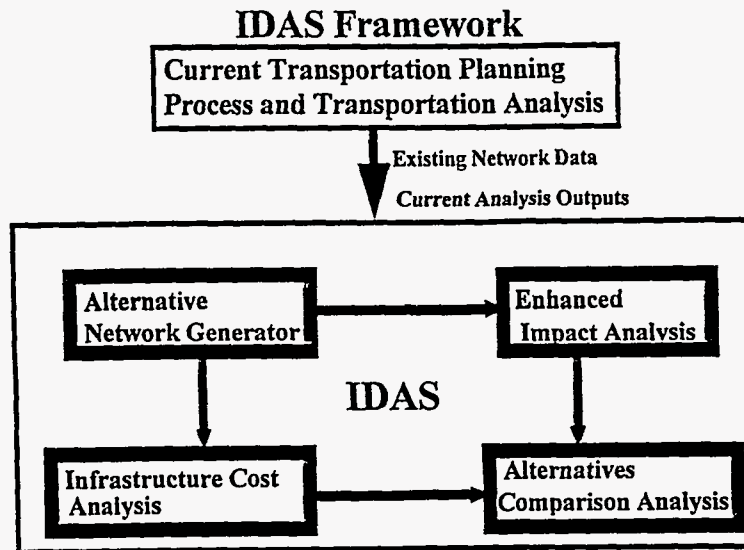 IDAS Framework
Current Transportation Planning
Process and Transportation Analysis
Existing Network Data
Current Analysis Outputs
Alternative
Network Generator
Enhanced
Impact Analysis
IDAS
Infrastructure Cost
Analysis
Alternatives
Comparison Analysis